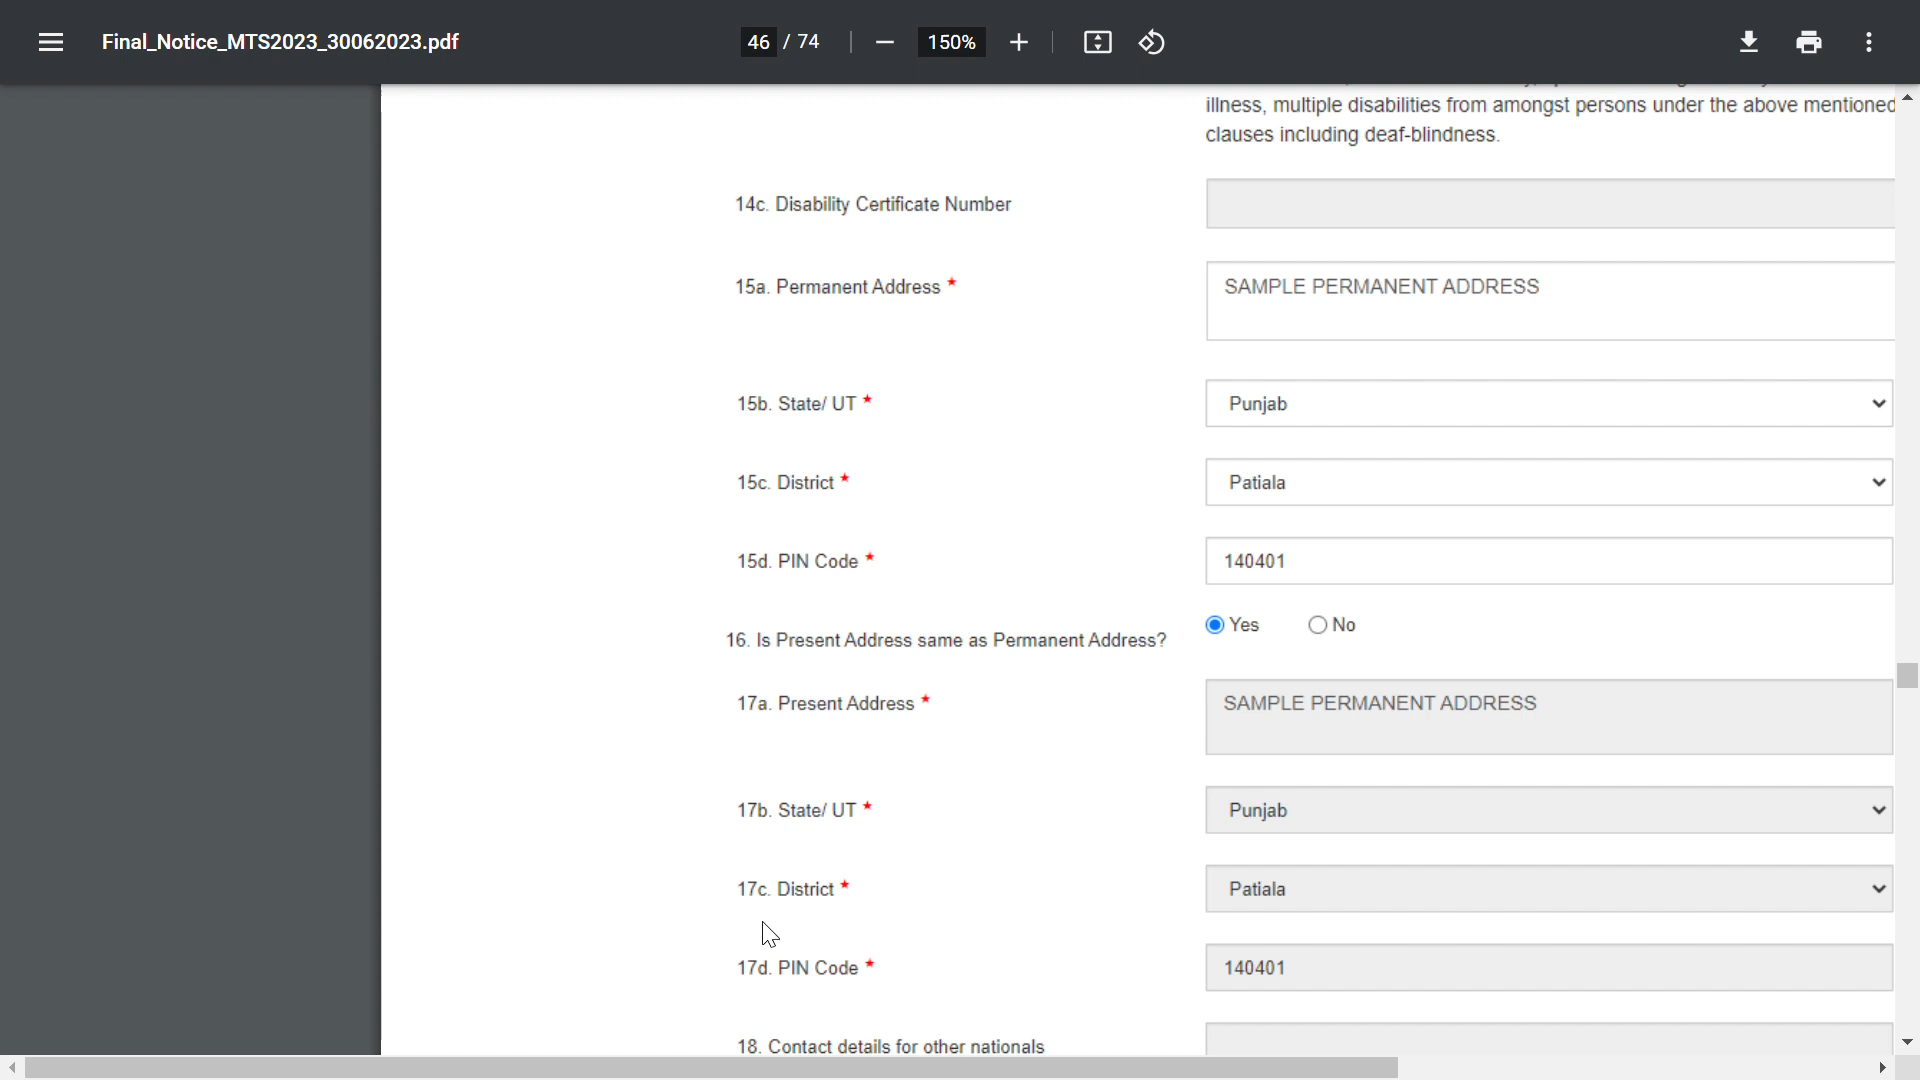 Final_Notice_MTS2023_30062023.pdf
46 / 74
150%
illness, multiple disabilities from amongst persons under the above mentioned
clauses including deaf-blindness.
14c. Disability Certificate Number
15a. Permanent Address *
SAMPLE PERMANENT ADDRESS
15b. State/ UT *
Punjab
15c. District *
Patiala
15d. PIN Code *
140401
16. Is Present Address same as Permanent Address?
Yes No
17a. Present Address *
SAMPLE PERMANENT ADDRESS
17b. State/ UT *
Punjab
17c. District *
Patiala
17d. PIN Code *
140401
18. Contact details for other nationals